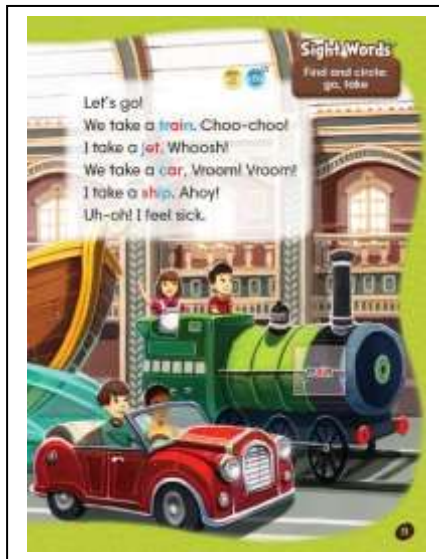 Sight Words
Find and circle:
go, take
Let's go!
We take a train. Choo-choo!
I take a jet. Whoosh!
We take a car. Vroom! Vroom!
I take a ship. Ahoy!
Uh-oh! I feel sick.